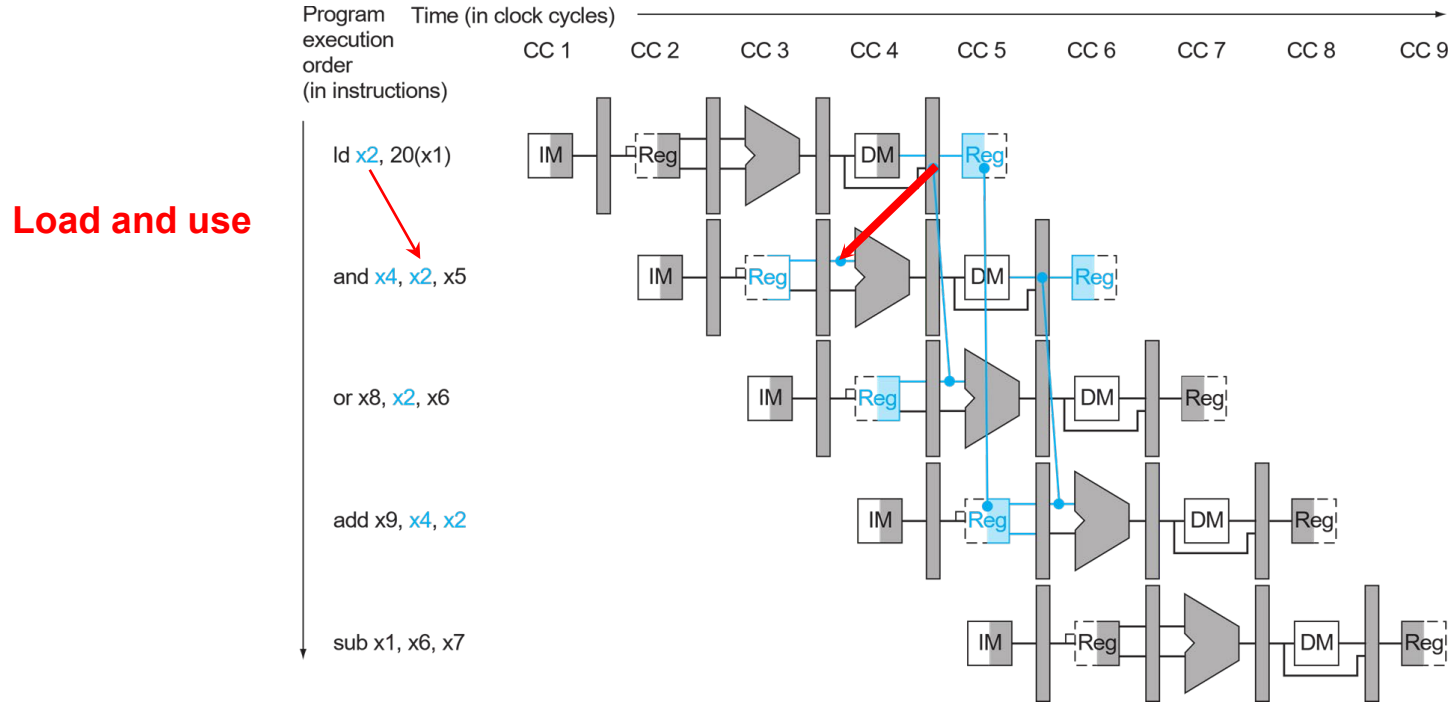 Program
execution
order
(in instructions)
Time (in clock cycles)
CC 1 CC 2 CC 3 CC 4 CC 5 CC 6 CC 7 CC 8 CC 9
ld x2, 20(x1)
IM Reg DM Reg
Load and use
and x4, x2, x5
IM Reg DM Reg
or x8, x2, x6
IM Reg DM Reg
add x9, x4, x2
IM Reg DM Reg
sub x1, x6, x7
IM Reg DM Reg